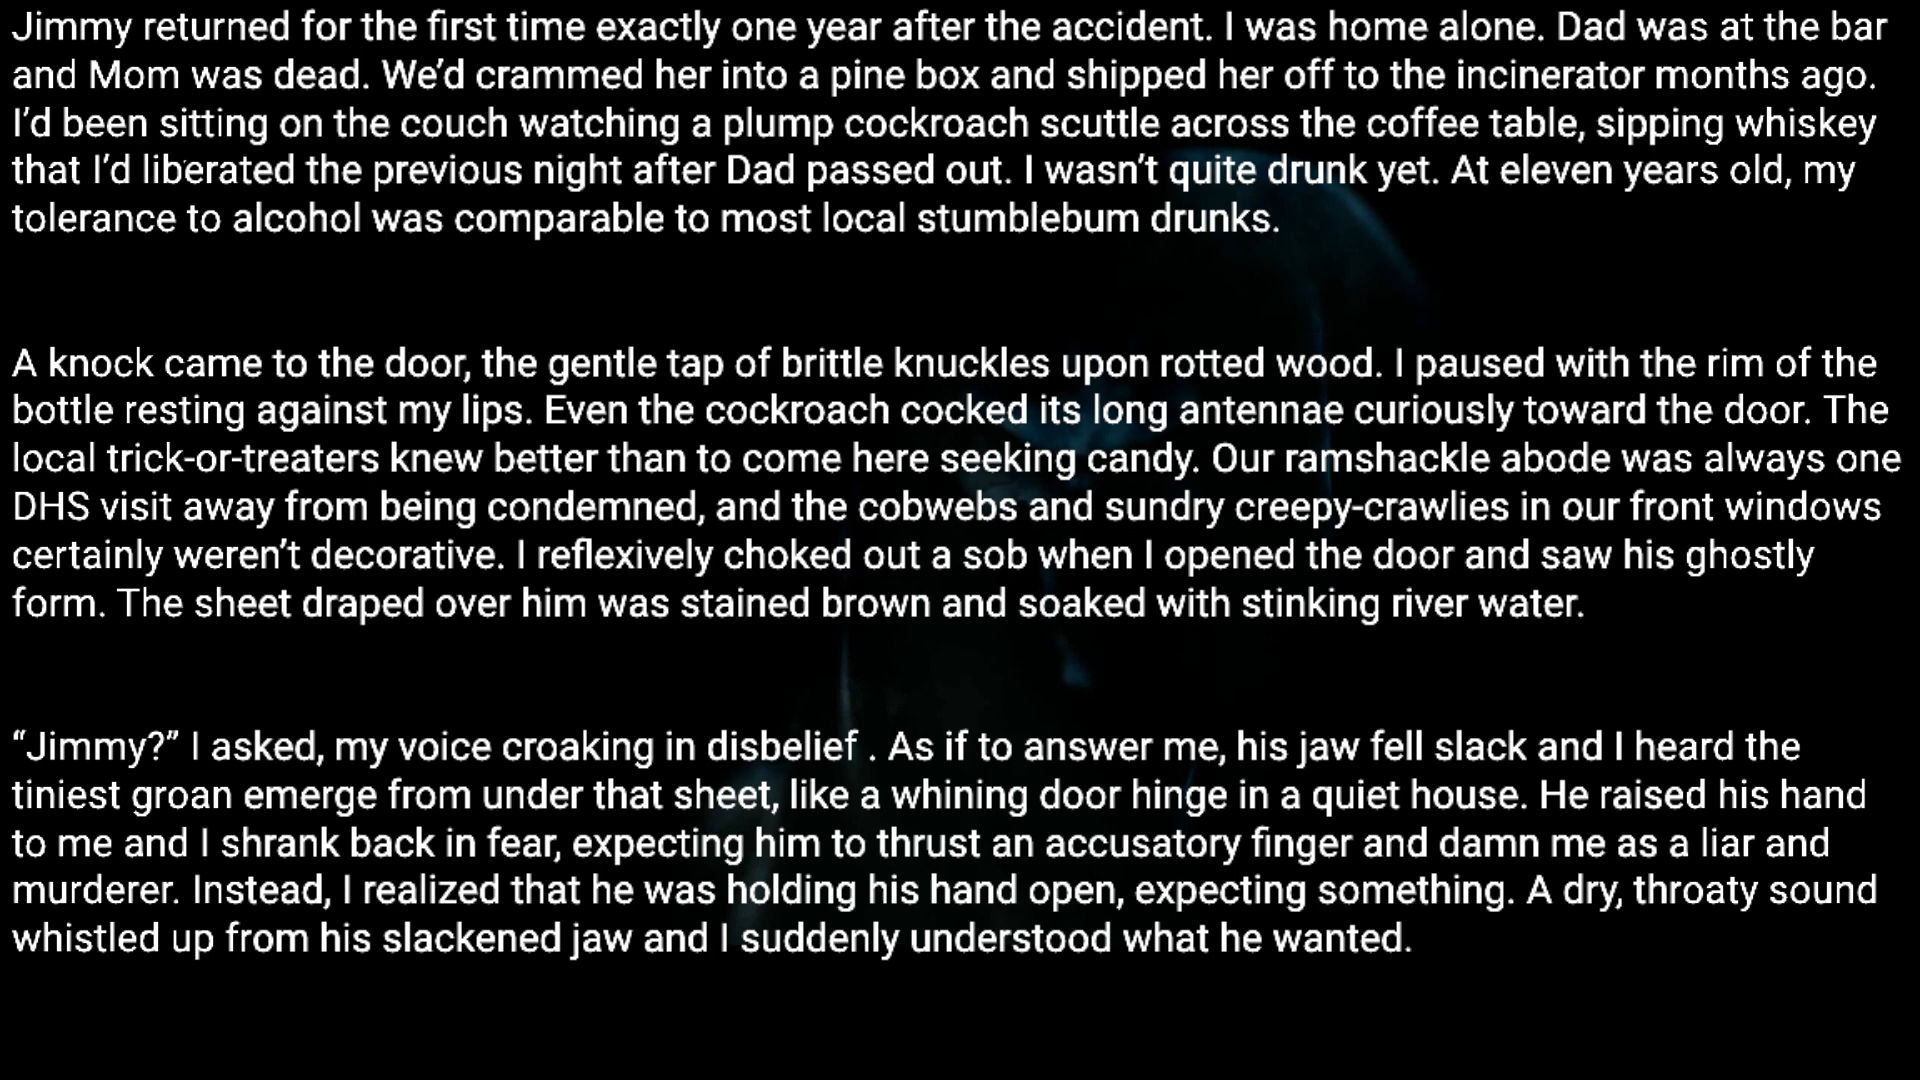 Jimmy returned for the first time exactly one year after the accident. I was home alone. Dad was at the bar
and Mom was dead. We’d crammed her into a pine box and shipped her off to the incinerator months ago.
I’d been sitting on the couch watching a plump cockroach scuttle across the coffee table, sipping whiskey
that I’d liberated the previous night after Dad passed out. I wasn’t quite drunk yet. At eleven years old, my
tolerance to alcohol was comparable to most local stumblebum drunks.
A knock came to the door, the gentle tap of brittle knuckles upon rotted wood. I paused with the rim of the
bottle resting against my lips. Even the cockroach cocked its long antennae curiously toward the door. The
local trick-or-treaters knew better than to come here seeking candy. Our ramshackle abode was always one
DHS visit away from being condemned, and the cobwebs and sundry creepy-crawlies in our front windows
certainly weren’t decorative. I reflexively choked out a sob when I opened the door and saw his ghostly
form. The sheet draped over him was stained brown and soaked with stinking river water.
“Jimmy?” I asked, my voice croaking in disbelief . As if to answer me, his jaw fell slack and I heard the
tiniest groan emerge from under that sheet, like a whining door hinge in a quiet house. He raised his hand
to me and I shrank back in fear, expecting him to thrust an accusatory finger and damn me as a liar and
murderer. Instead, I realized that he was holding his hand open, expecting something. A dry, throaty sound
whistled up from his slackened jaw and I suddenly understood what he wanted.